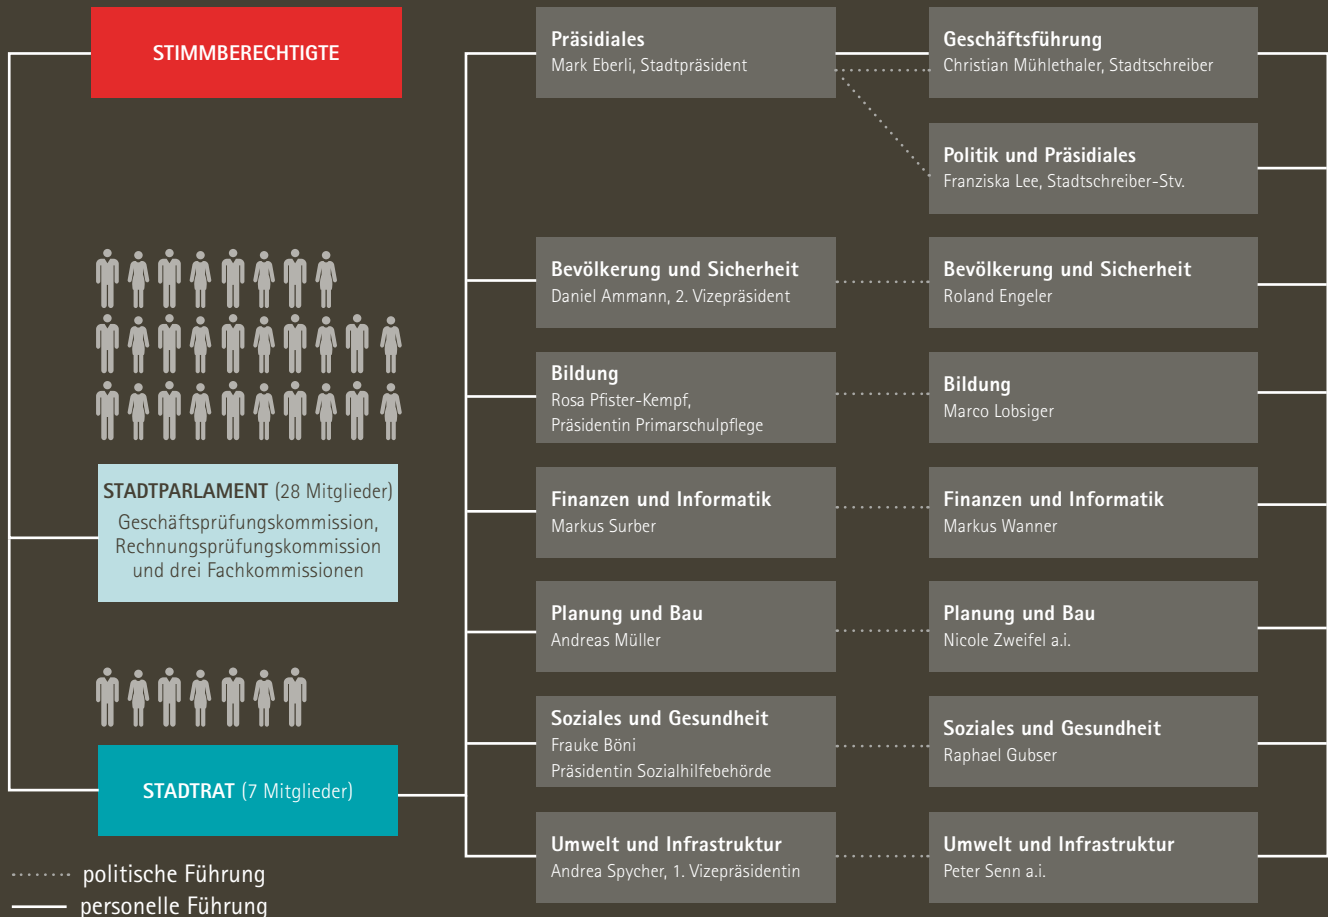 STIMMBERECHTIGTE
STADTPARLAMENT (28 Mitglieder)
Geschäftsprüfungskommission,
Rechnungsprüfungskommission
und drei Fachkommissionen
STADTRAT (7 Mitglieder)
politische Führung
personelle Führung
Präsidiales
Mark Eberli, Stadtpräsident
Bevölkerung und Sicherheit
Daniel Ammann, 2. Vizepräsident
Bildung
Rosa Pfister-Kempf,
Präsidentin Primarschulpflege
Finanzen und Informatik
Markus Surber
Planung und Bau
Andreas Müller
Soziales und Gesundheit
Frauke Böni
Präsidentin Sozialhilfebehörde
Umwelt und Infrastruktur
Andrea Spycher, 1. Vizepräsidentin
Geschäftsführung
Christian Mühlethaler, Stadtschreiber
Politik und Präsidiales
Franziska Lee, Stadtschreiber-Stv.
Bevölkerung und Sicherheit
Roland Engeler
Bildung
Marco Lobsiger
Finanzen und Informatik
Markus Wanner
Planung und Bau
Nicole Zweifel a.i.
Soziales und Gesundheit
Raphael Gubser
Umwelt und Infrastruktur
Peter Senn a.i.